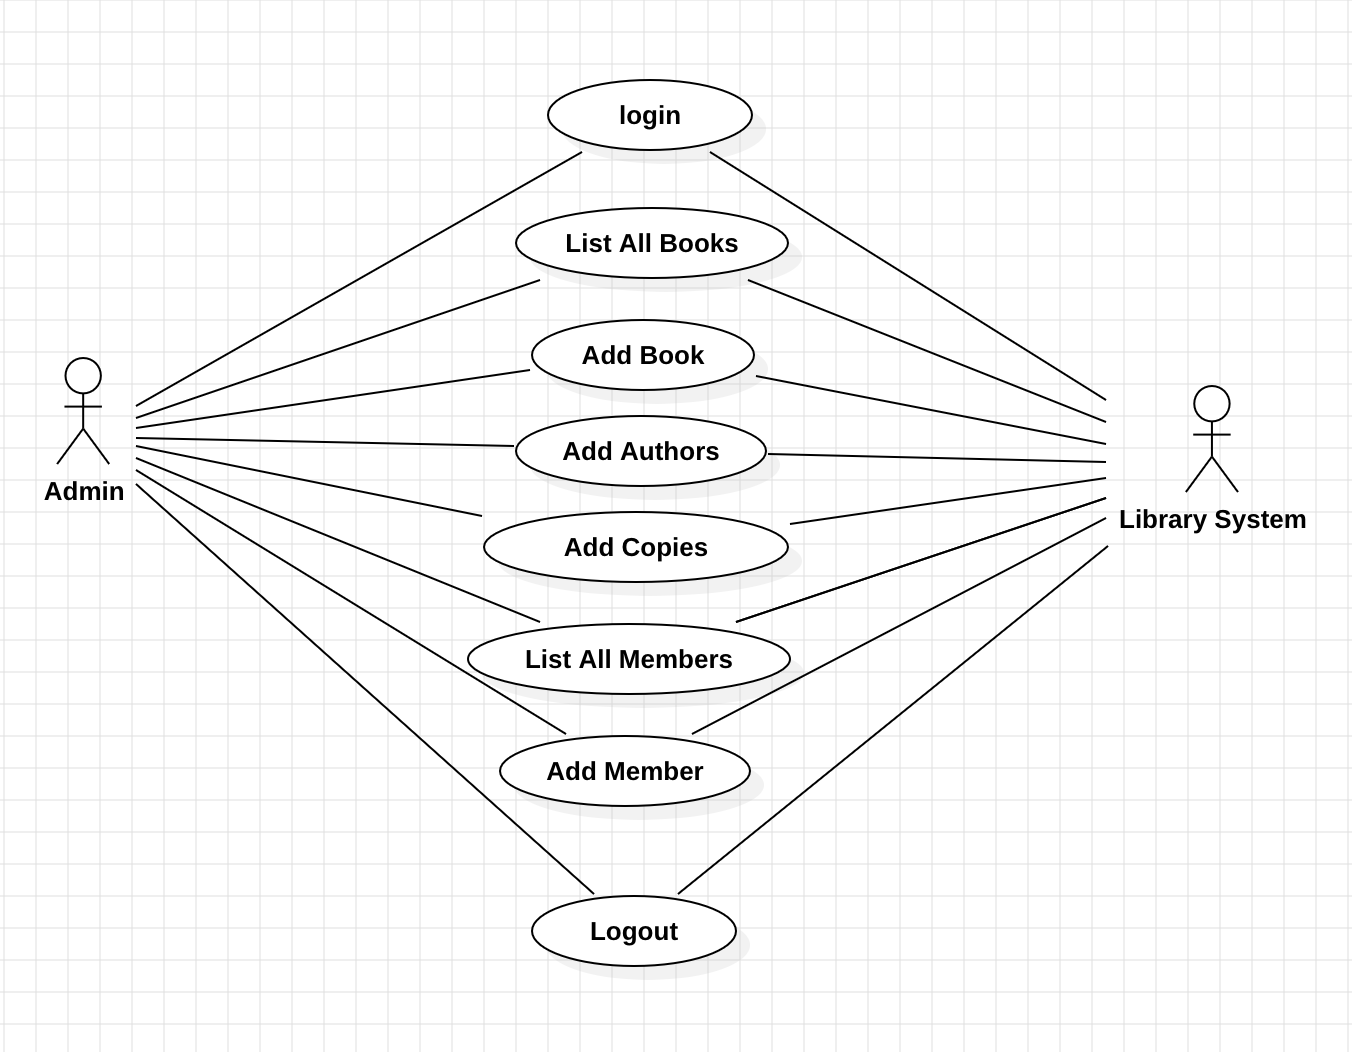 login
List All Books
Add Book
Add Authors
Add Copies
List All Members
Add Member
Logout
Admin
Library System